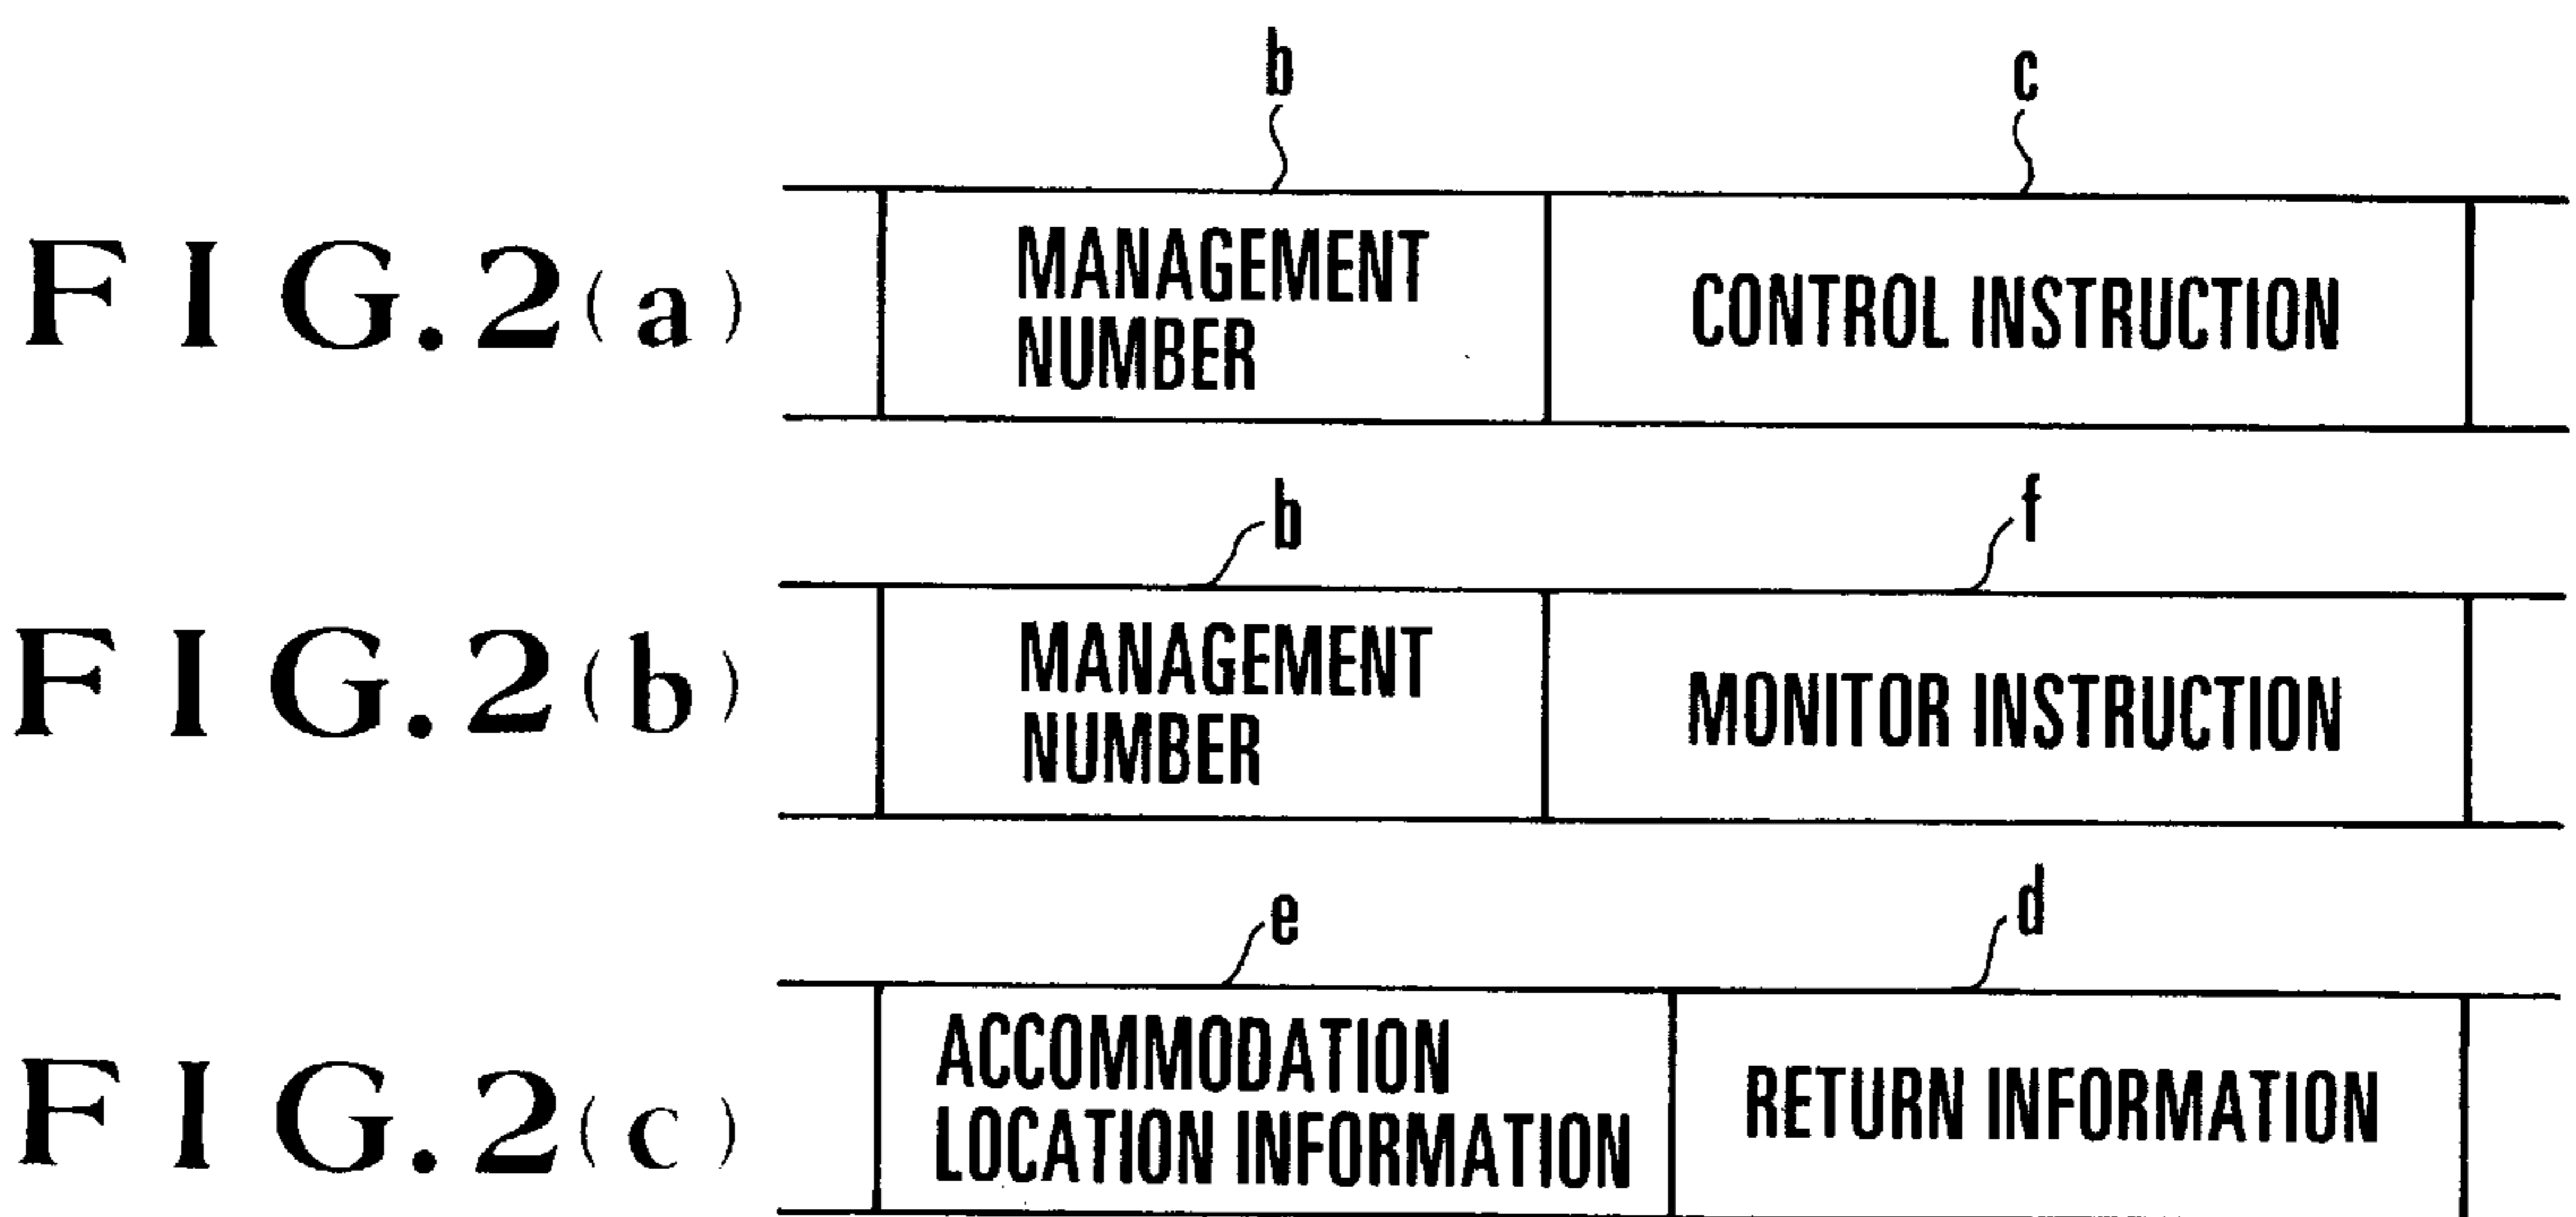 b
c
FIG.2(a)
MANAGEMENT
NUMBER
CONTROL INSTRUCTION
b
f
FIG.2(b)
MANAGEMENT
NUMBER
MONITOR INSTRUCTION
e
d
FIG.2(c)
ACCOMMODATION
LOCATION INFORMATION
RETURN INFORMATION